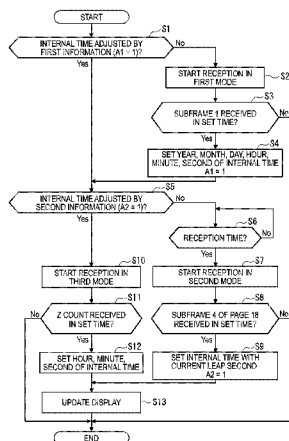 START
S1
INTERNAL TIME ADJUSTED BY
FIRST INFORMATION (A1 = 1)?
No
Yes
S2
START RECEPTION IN
FIRST MODE
S3
SUBFRAME 1 RECEIVED
IN SET TIME?
No
Yes
S4
SET YEAR, MONTH, DAY, HOUR,
MINUTE, SECOND OF INTERNAL TIME
A1 = 1
S5
INTERNAL TIME ADJUSTED BY
SECOND INFORMATION (A2 = 1)?
No
Yes
S6
RECEPTION TIME?
No
Yes
S10
START RECEPTION IN
THIRD MODE
S7
START RECEPTION IN
SECOND MODE
S11
No
Z COUNT RECEIVED
IN SET TIME?
Yes
S8
SUBFRAME 4 OF PAGE 18
RECEIVED IN SET TIME?
No
Yes
S12
SET HOUR, MINUTE,
SECOND OF INTERNAL TIME
S9
SET INTERNAL TIME WITH
CURRENT LEAP SECOND
A2 = 1
S13
UPDATE DISPLAY
END